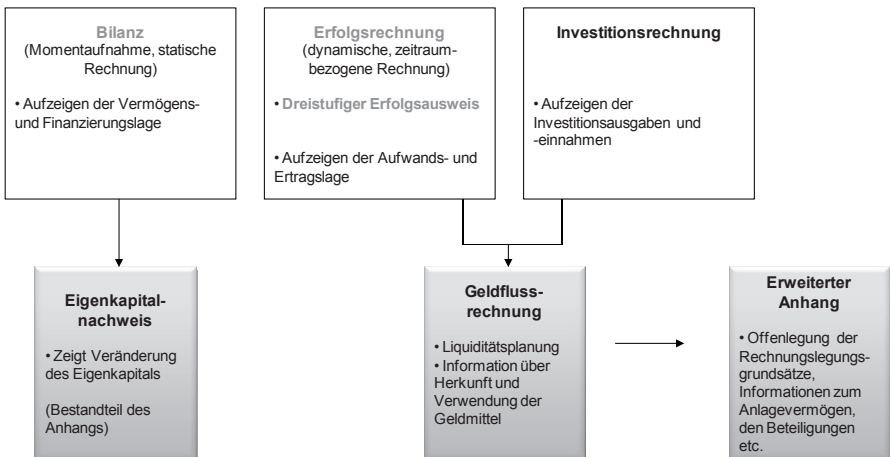 Bilanz
(Momentaufnahme, statische
Rechnung)
• Aufzeigen der Vermögens-
und Finanzierungslage
Erfolgsrechnung
(dynamische, zeitraum-
bezogene Rechnung)
• Dreistufiger Erfolgsausweis
• Aufzeigen der Aufwands- und
Ertragslage
Investitionsrechnung
• Aufzeigen der
Investitionsausgaben und
-einnahmen
Eigenkapital-
nachweis
• Zeigt Veränderung
des Eigenkapitals
(Bestandteil des
Anhangs)
Geldfluss-
rechnung
• Liquiditätsplanung
• Information über
Herkunft und
Verwendung der
Geldmittel
Erweiterter
Anhang
• Offenlegung der
Rechnungslegungs-
grundsätze,
Informationen zum
Anlagevermögen,
den Beteiligungen
etc.